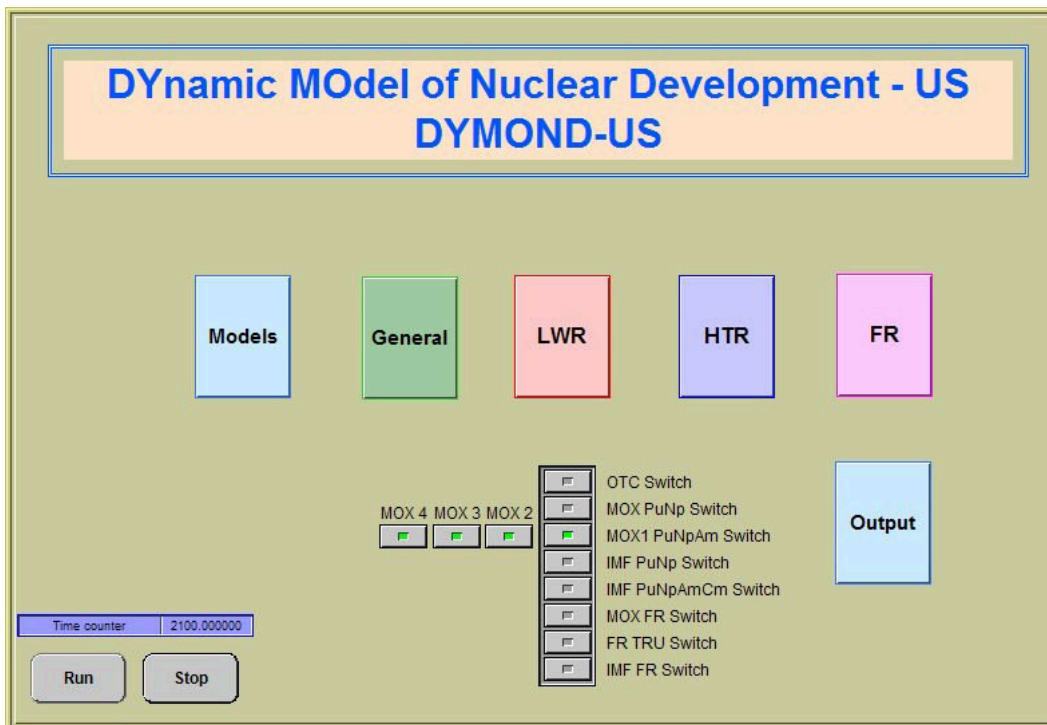 DYnamic MOdel of Nuclear Development - US
DYMOND-US
Models
General
LWR
HTR
FR
OTC Switch
MOX 4 MOX 3 MOX 2
MOX PuNp Switch
MOX1 PuNpAm Switch
IMF PuNp Switch
IMF PuNpAmCm Switch
MOX FR Switch
FR TRU Switch
IMF FR Switch
Output
Time counter 2100.000000
Run
Stop